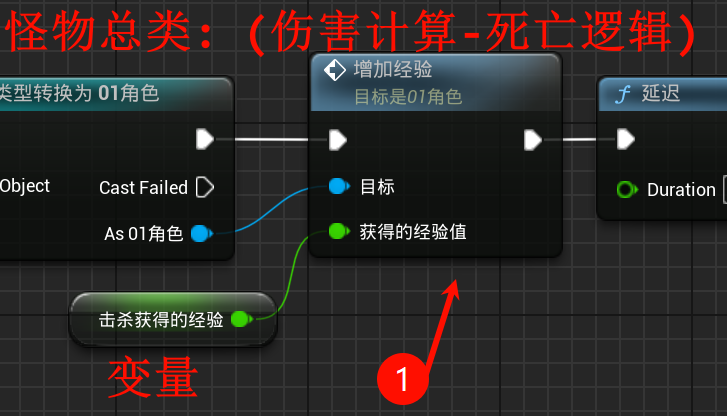 怪物总类：（伤害计算-死亡逻辑）
增加经验
目标是01角色
类型转换为 01角色
延迟
Object
Cast Failed
目标
Duration
As 01角色
获得的经验值
击杀获得的经验
变量
1